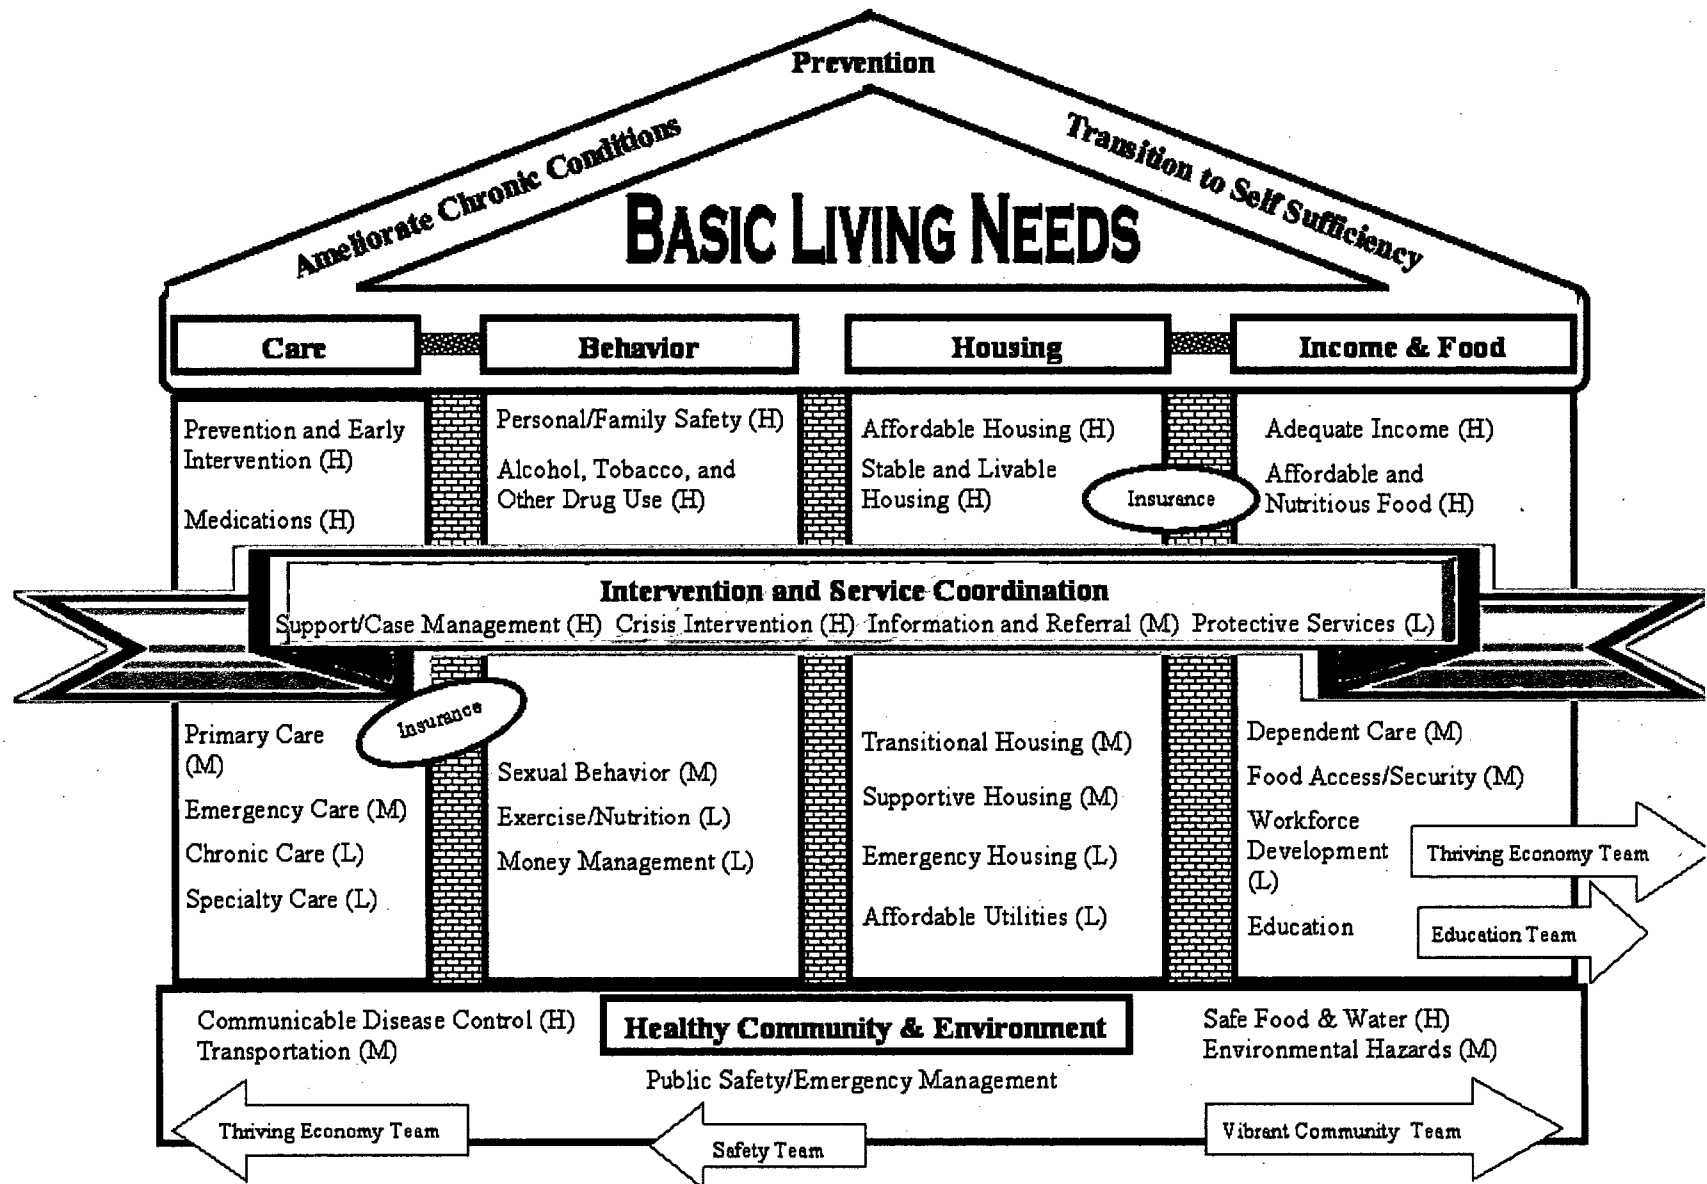 Prevention
Ameliorate Chronic Conditions
Transition to Self Sufficiency
BASIC LIVING NEEDS
Care
Behavior
Housing
Income & Food
Prevention and Early
Intervention (H)
Medications (H)
Personal/Family Safety (H)
Alcohol, Tobacco, and
Other Drug Use (H)
Affordable Housing (H)
Stable and Livable
Housing (H)
Insurance
Adequate Income (H)
Affordable and
Nutritious Food (H)
Intervention and Service Coordination
Support/Case Management (H) Crisis Intervention (H) Information and Referral (M) Protective Services (L)
Insurance
Primary Care
(M)
Emergency Care (M)
Chronic Care (L)
Specialty Care (L)
Sexual Behavior (M)
Exercise/Nutrition (L)
Money Management (L)
Transitional Housing (M)
Supportive Housing (M)
Emergency Housing (L)
Affordable Utilities (L)
Dependent Care (M)
Food Access/Security (M)
Workforce
Development
(L)
Thriving Economy Team
Education
Education Team
Communicable Disease Control (H)
Transportation (M)
Healthy Community & Environment
Safe Food & Water (H)
Environmental Hazards (M)
Public Safety/Emergency Management
Thriving Economy Team
Safety Team
Vibrant Community Team